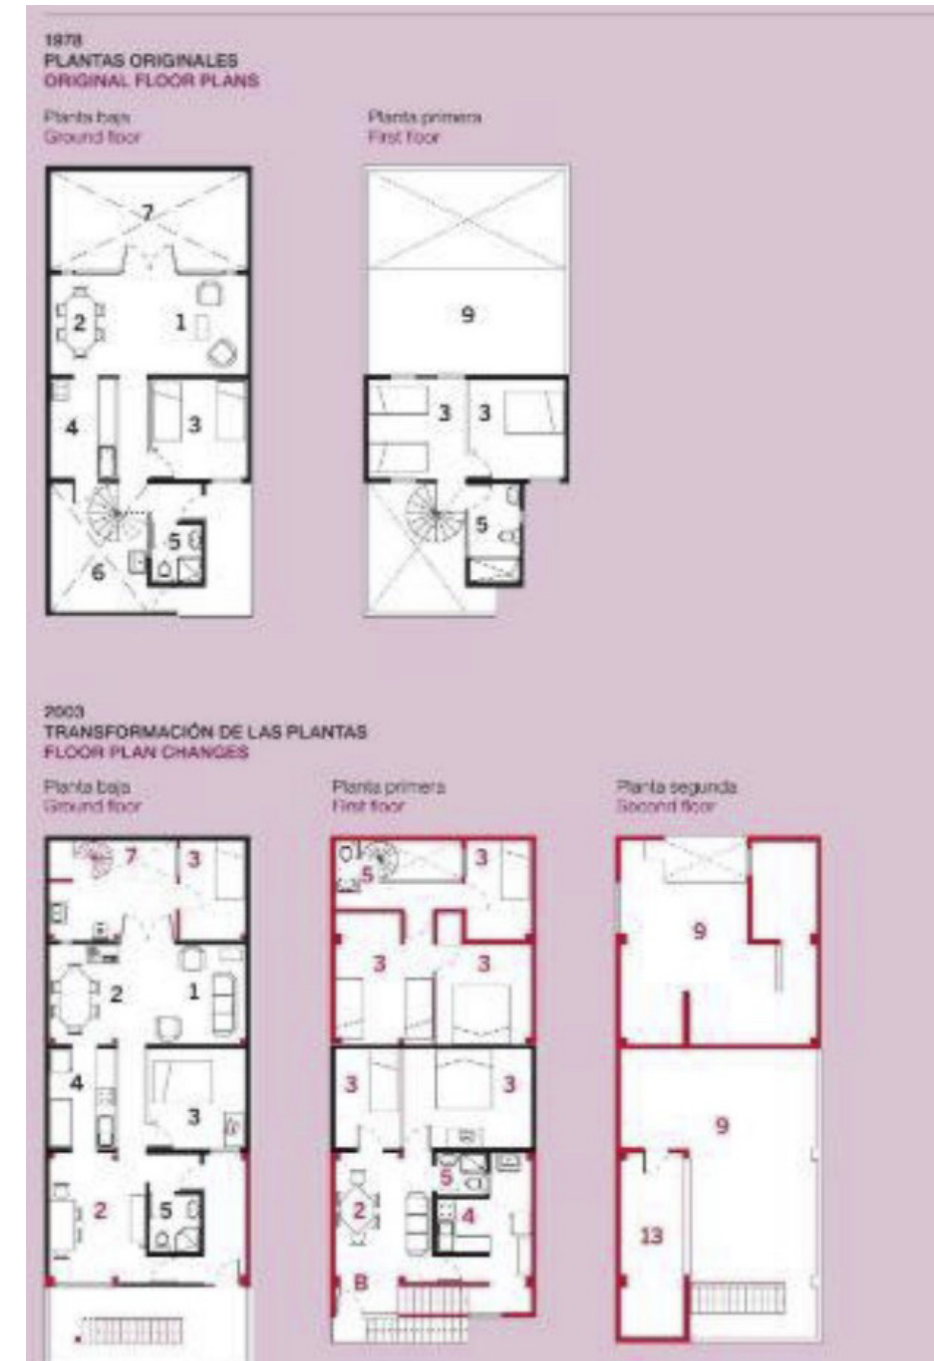 1978
PLANTAS ORIGINALES
ORIGINAL FLOOR PLANS
Planta baja
Ground floor
Planta primera
First floor
7
2
1
4
3
5
6
9
3
3
5
2003
TRANSFORMACIÓN DE LAS PLANTAS
FLOOR PLAN CHANGES
Planta baja
Ground floor
Planta primera
First floor
Planta segunda
Second floor
7
3
2
1
4
3
2
5
5
3
3
3
3
3
5
2
4
B
9
9
13